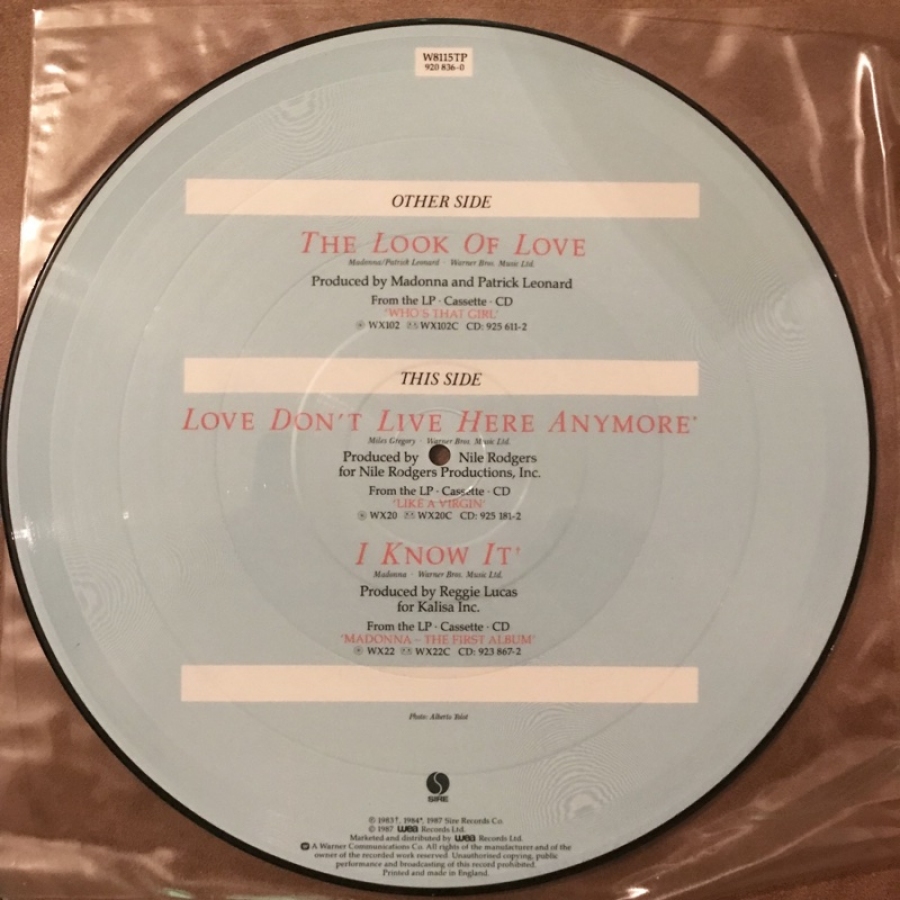 W8115TP
920 836-0
OTHER SIDE
THE LOOK OF LOVE
Madonna/Patrick Leonard · Warner Bros. Music Ltd.
Produced by Madonna and Patrick Leonard
From the LP · Cassette · CD
'WHO'S THAT GIRL'
WX102 WX102C CD: 925 611-2
THIS SIDE
LOVE DON'T LIVE HERE ANYMORE*
Miles Gregory · Warner Bros. Music Ltd.
Produced by Nile Rodgers
for Nile Rodgers Productions, Inc.
From the LP · Cassette · CD
'LIKE A VIRGIN'
WX20 WX20C CD: 925 181-2
I KNOW IT†
Madonna · Warner Bros. Music Ltd.
Produced by Reggie Lucas
for Kalisa Inc.
From the LP · Cassette · CD
'MADONNA – THE FIRST ALBUM'
WX22 WX22C CD: 923 867-2
Photo: Alberto Tolot
SIRE
℗ 1983†, 1984*, 1987 Sire Records Co.
© 1987 wea Records Ltd.
Marketed and distributed by wea Records Ltd.
A Warner Communications Co. All rights of the manufacturer and of the
owner of the recorded work reserved. Unauthorised copying, public
performance and broadcasting of this record prohibited.
Printed and made in England.